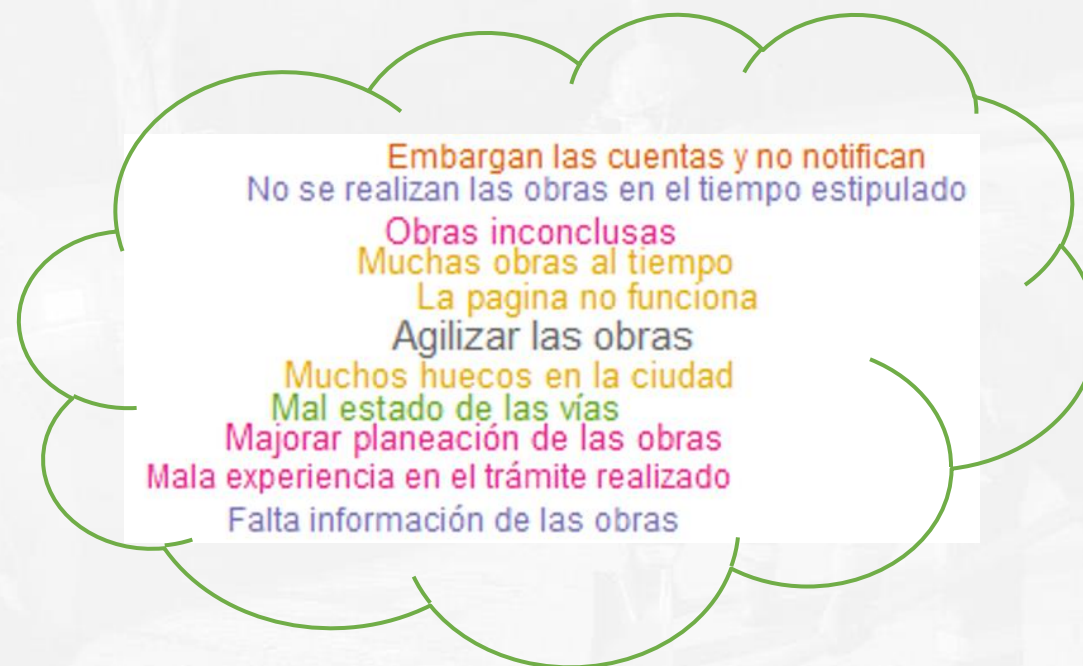 Embargan las cuentas y no notifican
No se realizan las obras en el tiempo estipulado
Obras inconclusas
Muchas obras al tiempo
La pagina no funciona
Agilizar las obras
Muchos huecos en la ciudad
Mal estado de las vías
Majorar planeación de las obras
Mala experiencia en el trámite realizado
Falta información de las obras